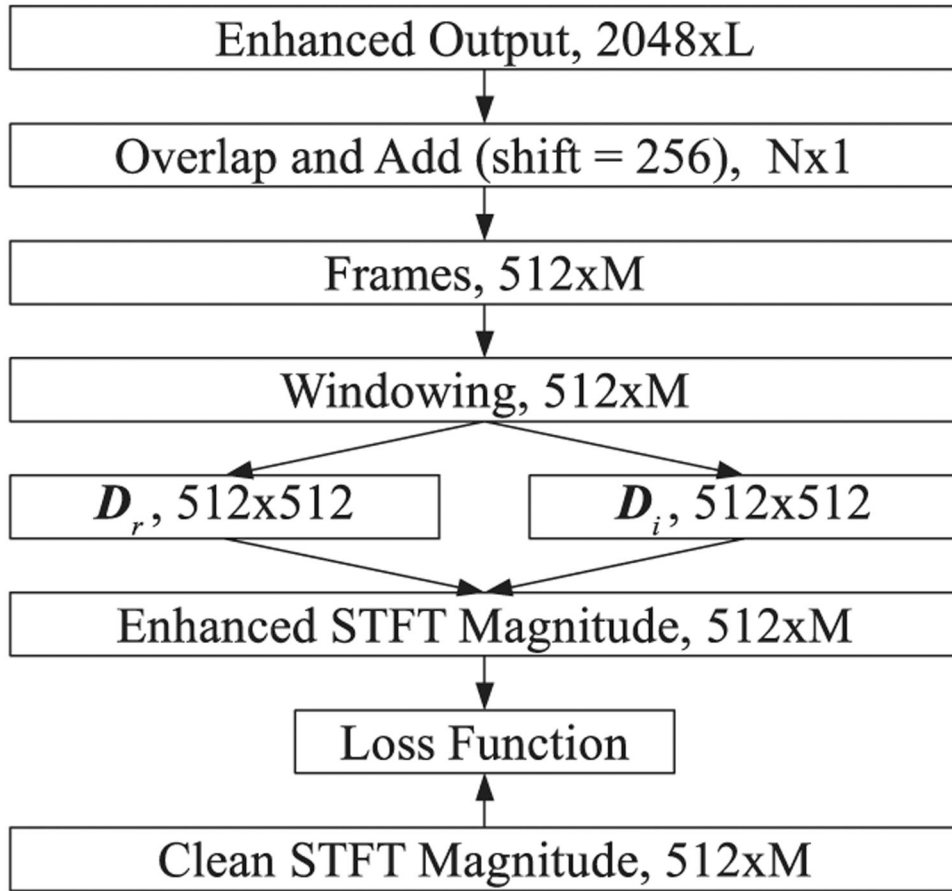 Enhanced Output, 2048xL
Overlap and Add (shift = 256), Nx1
Frames, 512xM
Windowing, 512xM
D_r, 512x512
D_i, 512x512
Enhanced STFT Magnitude, 512xM
Loss Function
Clean STFT Magnitude, 512xM